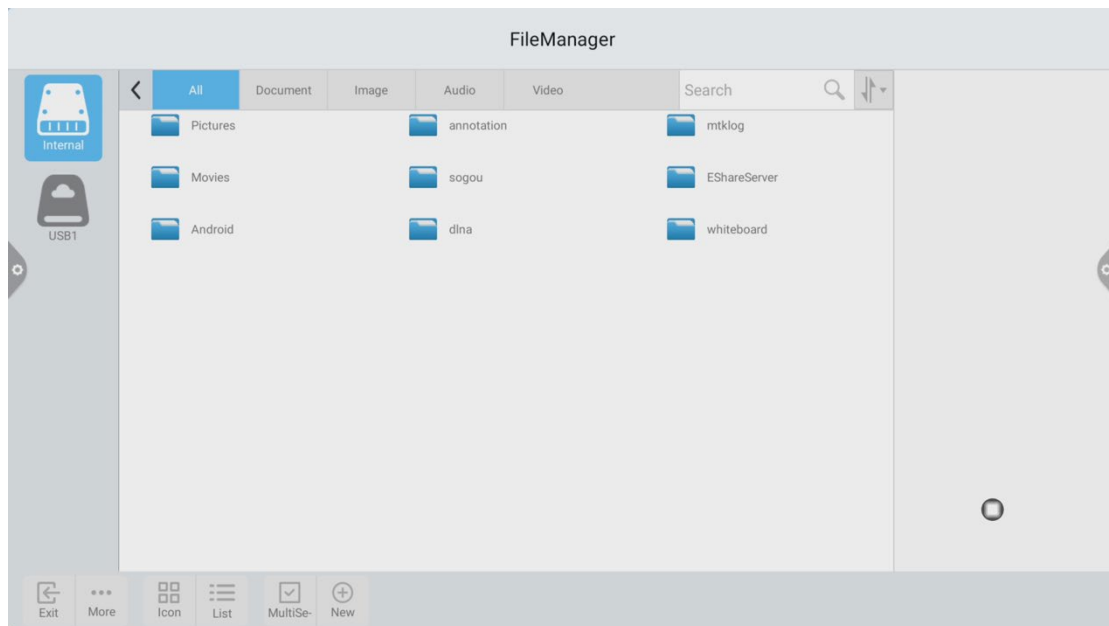 FileManager
All Document Image Audio Video Search
Internal
Pictures annotation mtklog
Movies sogou EShareServer
USB1
Android dlna whiteboard
Exit More Icon List MultiSe- New